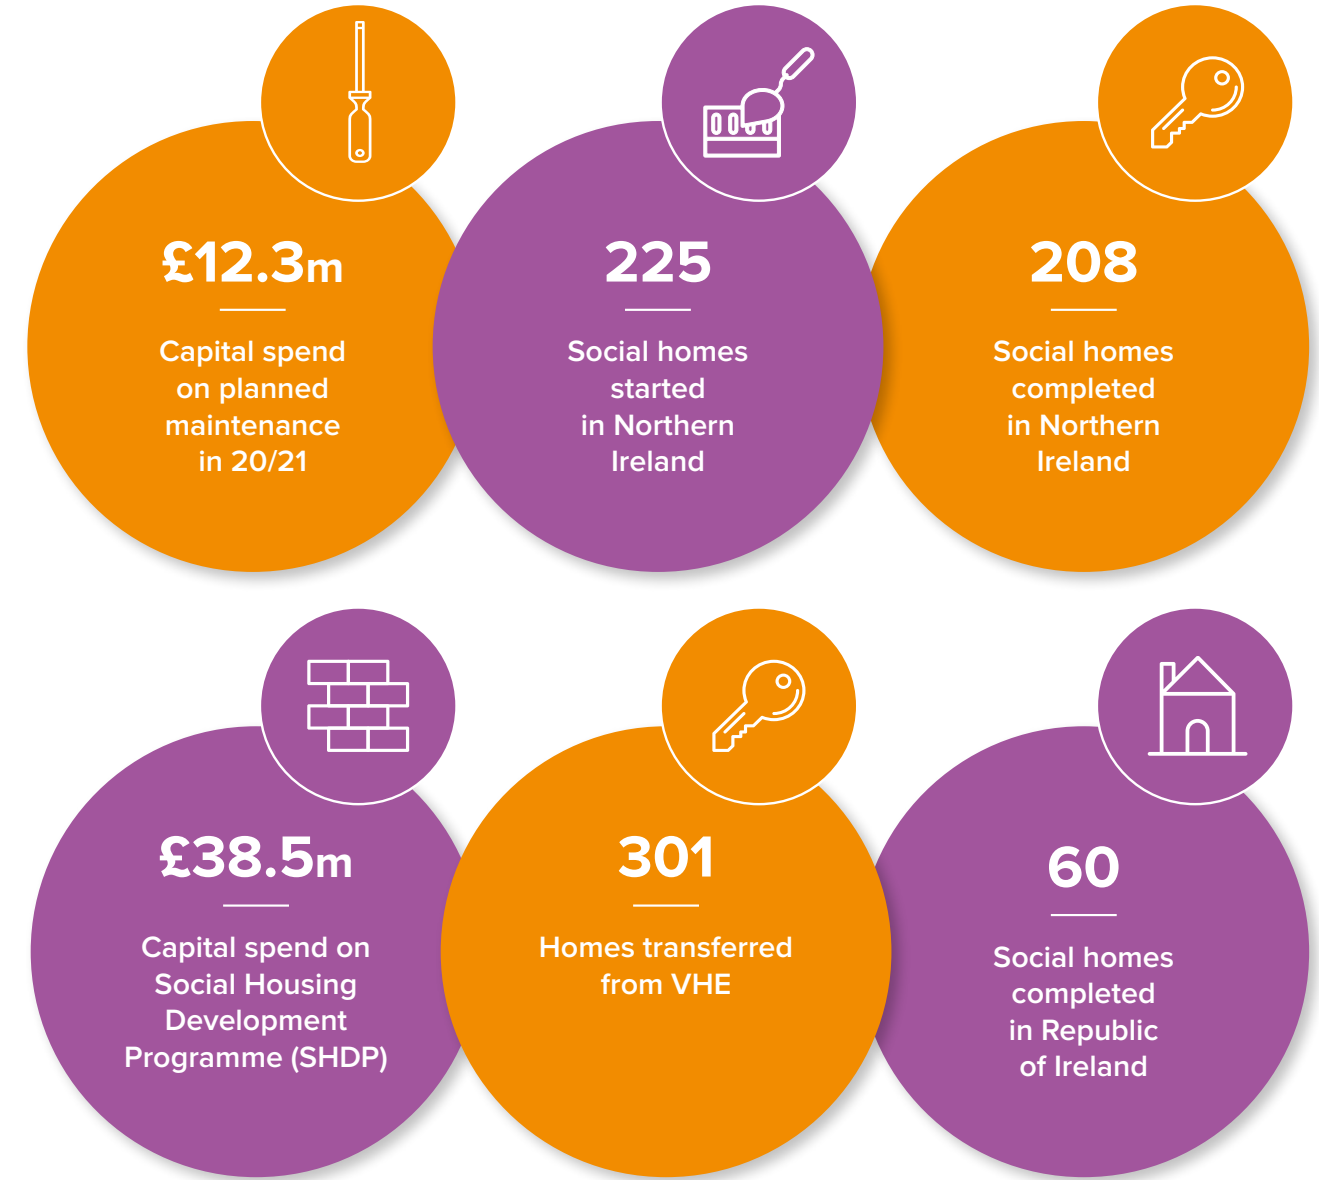 £12.3m
Capital spend
on planned
maintenance
in 20/21
225
Social homes
started
in Northern
Ireland
208
Social homes
completed
in Northern
Ireland
£38.5m
Capital spend on
Social Housing
Development
Programme (SHDP)
301
Homes transferred
from VHE
60
Social homes
completed
in Republic
of Ireland